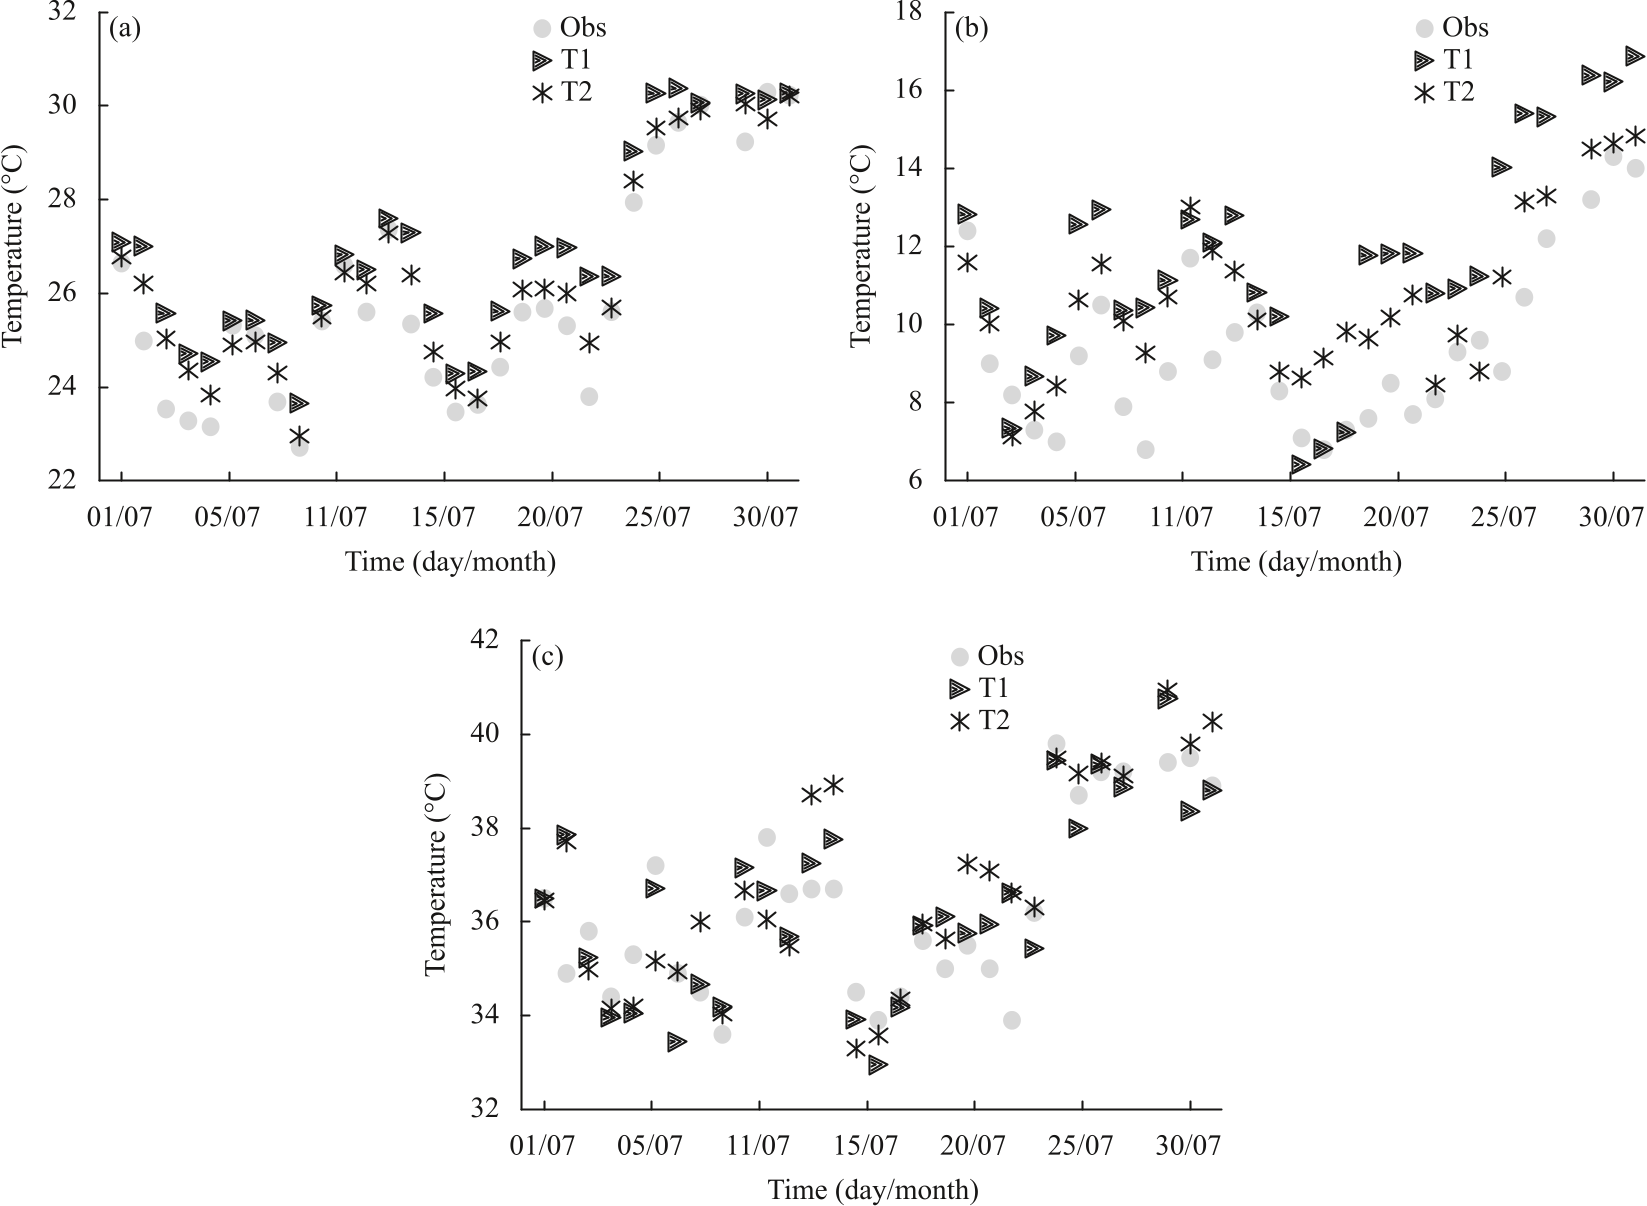 (a)
Obs
T1
T2
32
30
28
26
24
22
Temperature (°C)
01/07 05/07 11/07 15/07 20/07 25/07 30/07
Time (day/month)
(b)
Obs
T1
T2
18
16
14
12
10
8
6
Temperature (°C)
01/07 05/07 11/07 15/07 20/07 25/07 30/07
Time (day/month)
(c)
Obs
T1
T2
42
40
38
36
34
32
Temperature (°C)
01/07 05/07 11/07 15/07 20/07 25/07 30/07
Time (day/month)